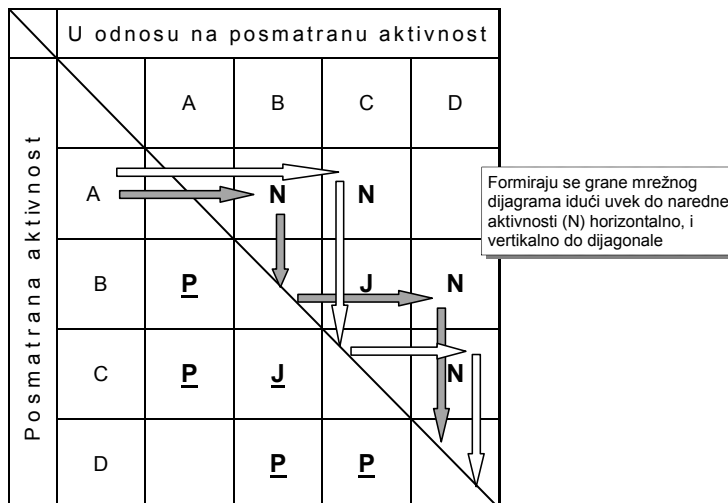 U odnosu na posmatranu aktivnost
Posmatrana aktivnost
A B C D
A N N
B P J N
C P J N
D P P
Formiraju se grane mrežnog
dijagrama idući uvek do naredne
aktivnosti (N) horizontalno, i
vertikalno do dijagonale